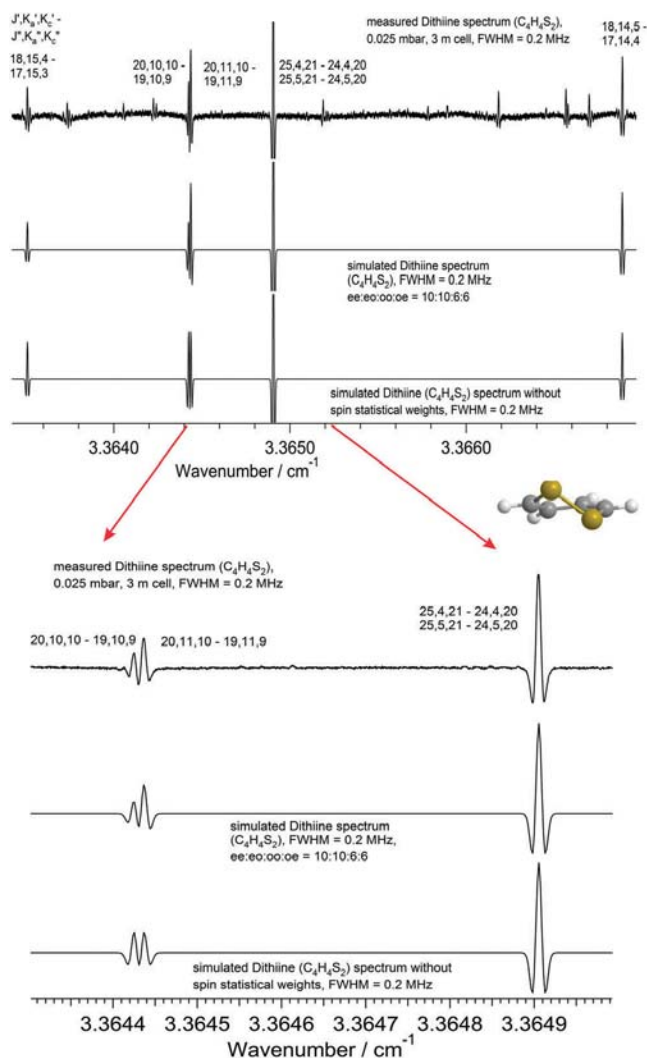 J',Kₐ',K꜀' -
J",Kₐ",K꜀"
18,15,4 -
17,15,3
20,10,10 -
19,10,9
20,11,10 -
19,11,9
measured Dithiine spectrum (C₄H₄S₂),
0.025 mbar, 3 m cell, FWHM = 0.2 MHz
25,4,21 - 24,4,20
25,5,21 - 24,5,20
18,14,5 -
17,14,4
simulated Dithiine spectrum
(C₄H₄S₂), FWHM = 0.2 MHz
ee:eo:oo:oe = 10:10:6:6
simulated Dithiine (C₄H₄S₂) spectrum without
spin statistical weights, FWHM = 0.2 MHz
3.3640 3.3650 3.3660
Wavenumber / cm⁻¹
measured Dithiine spectrum (C₄H₄S₂),
0.025 mbar, 3 m cell, FWHM = 0.2 MHz
20,10,10 - 19,10,9 20,11,10 - 19,11,9
25,4,21 - 24,4,20
25,5,21 - 24,5,20
simulated Dithiine spectrum
(C₄H₄S₂), FWHM = 0.2 MHz,
ee:eo:oo:oe = 10:10:6:6
simulated Dithiine (C₄H₄S₂) spectrum without
spin statistical weights, FWHM = 0.2 MHz
3.3644 3.3645 3.3646 3.3647 3.3648 3.3649
Wavenumber / cm⁻¹